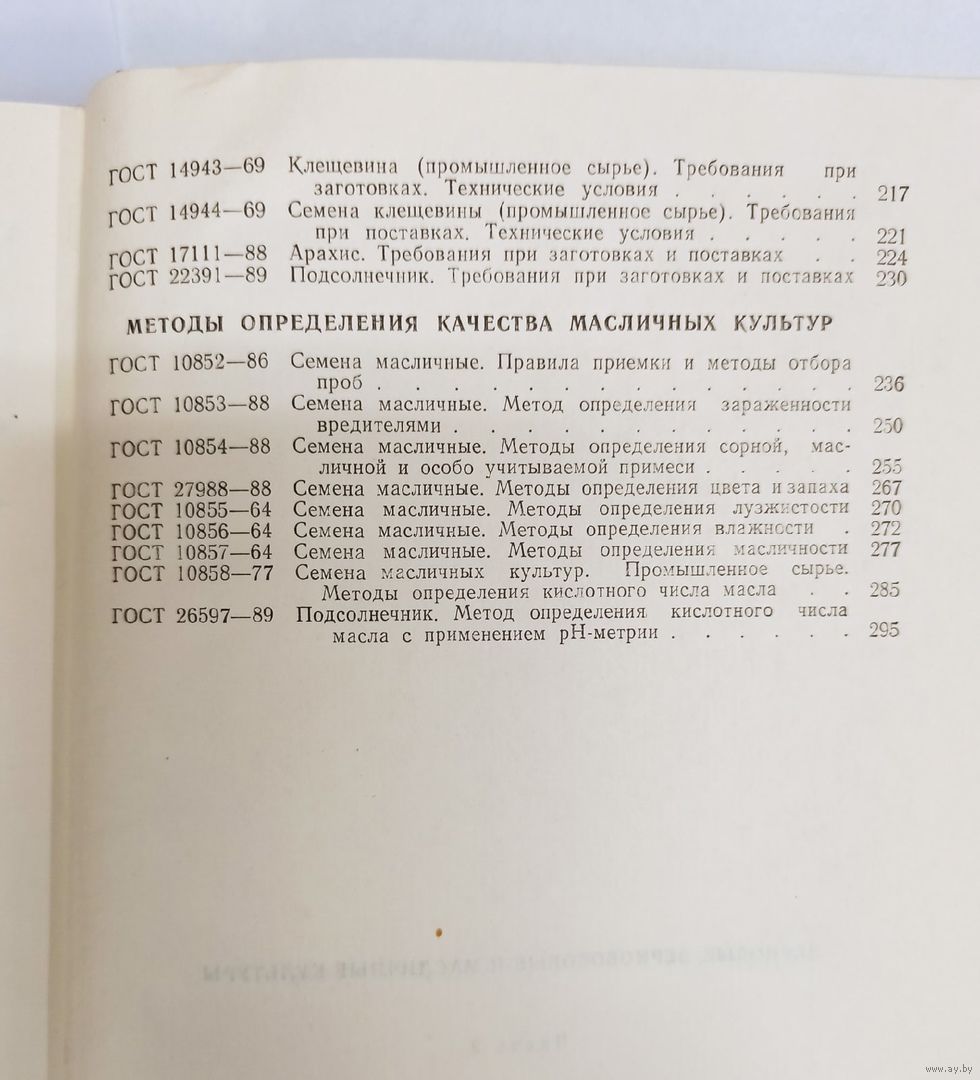 ГОСТ 14943—69 Клещевина (промышленное сырье). Требования при
заготовках. Технические условия . . . . . . 217
ГОСТ 14944—69 Семена клещевины (промышленное сырье). Требования
при поставках. Технические условия . . . . . 221
ГОСТ 17111—88 Арахис. Требования при заготовках и поставках . . 224
ГОСТ 22391—89 Подсолнечник. Требования при заготовках и поставках 230
МЕТОДЫ ОПРЕДЕЛЕНИЯ КАЧЕСТВА МАСЛИЧНЫХ КУЛЬТУР
ГОСТ 10852—86 Семена масличные. Правила приемки и методы отбора
проб . . . . . . . . . . . . . 236
ГОСТ 10853—88 Семена масличные. Метод определения зараженности
вредителями . . . . . . . . . . . 250
ГОСТ 10854—88 Семена масличные. Методы определения сорной, мас-
личной и особо учитываемой примеси . . . . . 255
ГОСТ 27988—88 Семена масличные. Методы определения цвета и запаха 267
ГОСТ 10855—64 Семена масличные. Методы определения лузжистости 270
ГОСТ 10856—64 Семена масличные. Методы определения влажности . 272
ГОСТ 10857—64 Семена масличные. Методы определения масличности 277
ГОСТ 10858—77 Семена масличных культур. Промышленное сырье.
Методы определения кислотного числа масла . . 285
ГОСТ 26597—89 Подсолнечник. Метод определения кислотного числа
масла с применением pH-метрии . . . . . . 295
www.ay.by